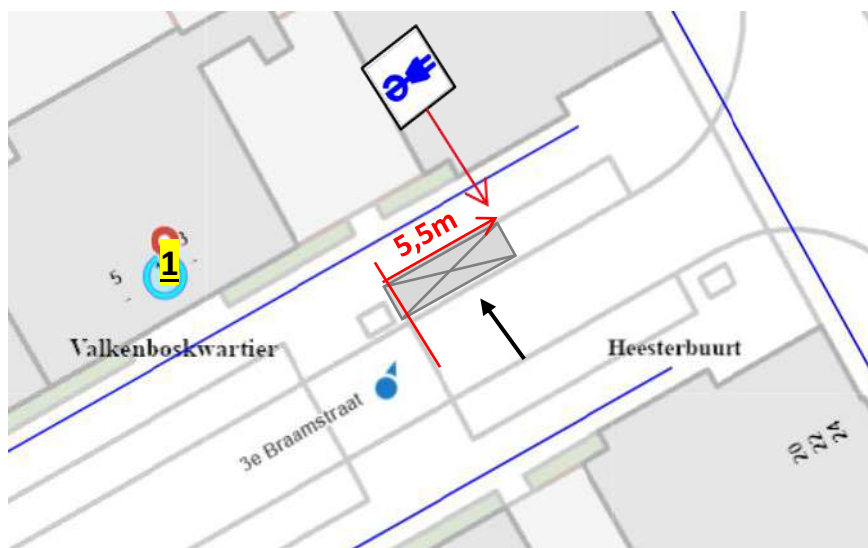 5,5m
3
1
5
Valkenboskwartier
Heesterbuurt
3e Braamstraat
20
22
24